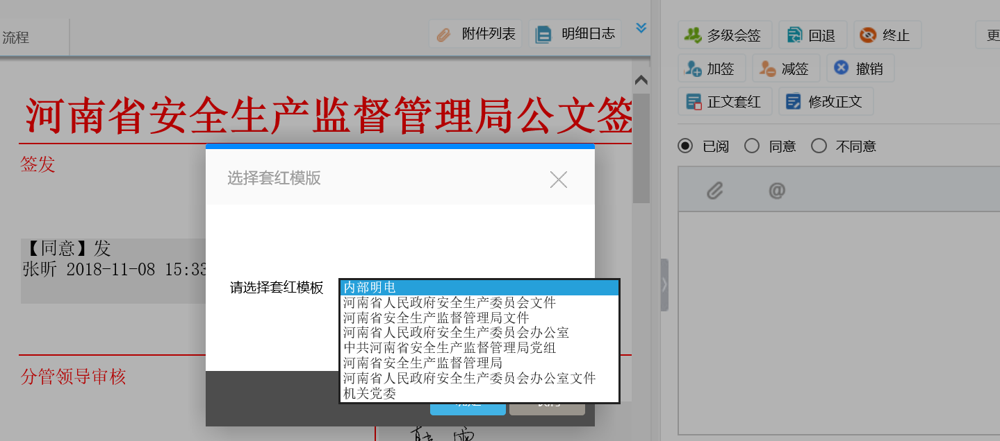 流程
附件列表 明细日志
河南省安全生产监督管理局公文签
签发
【同意】发
张昕 2018-11-08 15:33
分管领导审核
选择套红模版
请选择套红模板
内部明电
河南省人民政府安全生产委员会文件
河南省安全生产监督管理局文件
河南省人民政府安全生产委员会办公室
中共河南省安全生产监督管理局党组
河南省安全生产监督管理局
河南省人民政府安全生产委员会办公室文件
机关党委
多级会签 回退 终止 更
加签 减签 撤销
正文套红 修改正文
已阅 同意 不同意
@